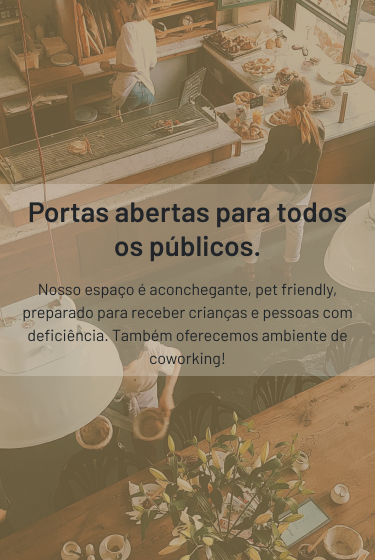 Portas abertas para todos
os públicos.
Nosso espaço é aconchegante, pet friendly,
preparado para receber crianças e pessoas com
deficiência. Também oferecemos ambiente de
coworking!